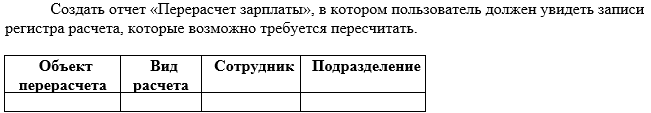 Создать отчет «Перерасчет зарплаты», в котором пользователь должен увидеть записи
регистра расчета, которые возможно требуется пересчитать.
Объект перерасчета Вид расчета Сотрудник Подразделение